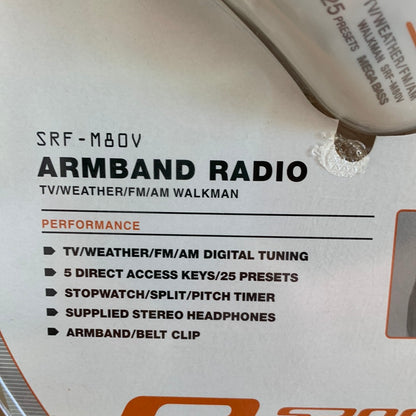 25 PRESETS MEGA BASS
WALKMAN SRF-M80V
TV/WEATHER/FM/AM
SRF-M80V
ARMBAND RADIO
TV/WEATHER/FM/AM WALKMAN
PERFORMANCE
TV/WEATHER/FM/AM DIGITAL TUNING
5 DIRECT ACCESS KEYS/25 PRESETS
STOPWATCH/SPLIT/PITCH TIMER
SUPPLIED STEREO HEADPHONES
ARMBAND/BELT CLIP